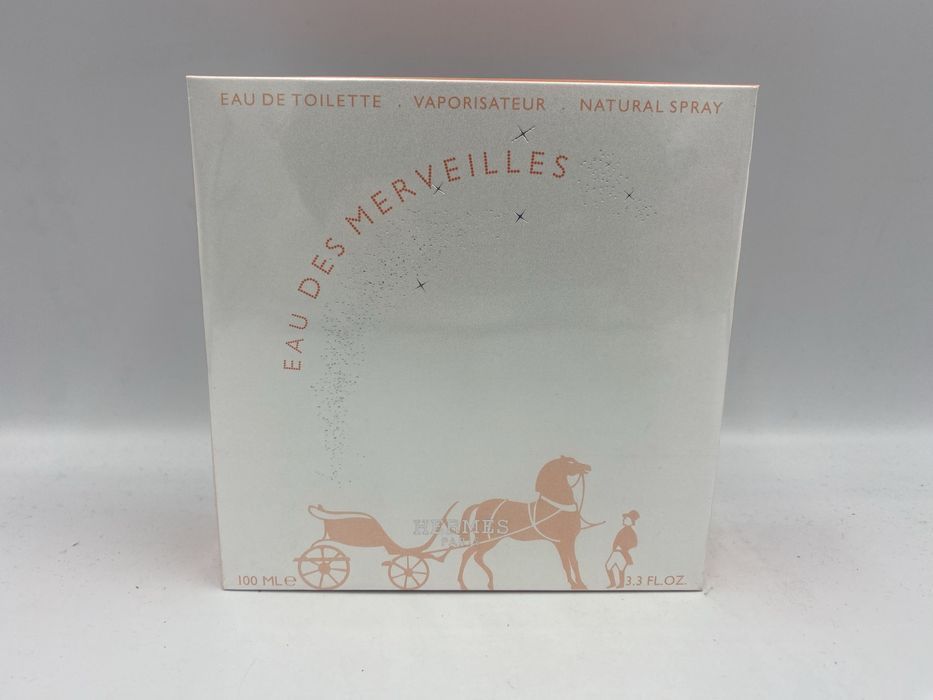 EAU DE TOILETTE . VAPORISATEUR . NATURAL SPRAY
EAU DES MERVEILLES
HERMES
PARIS
100 ML℮ 3.3 FL.OZ.